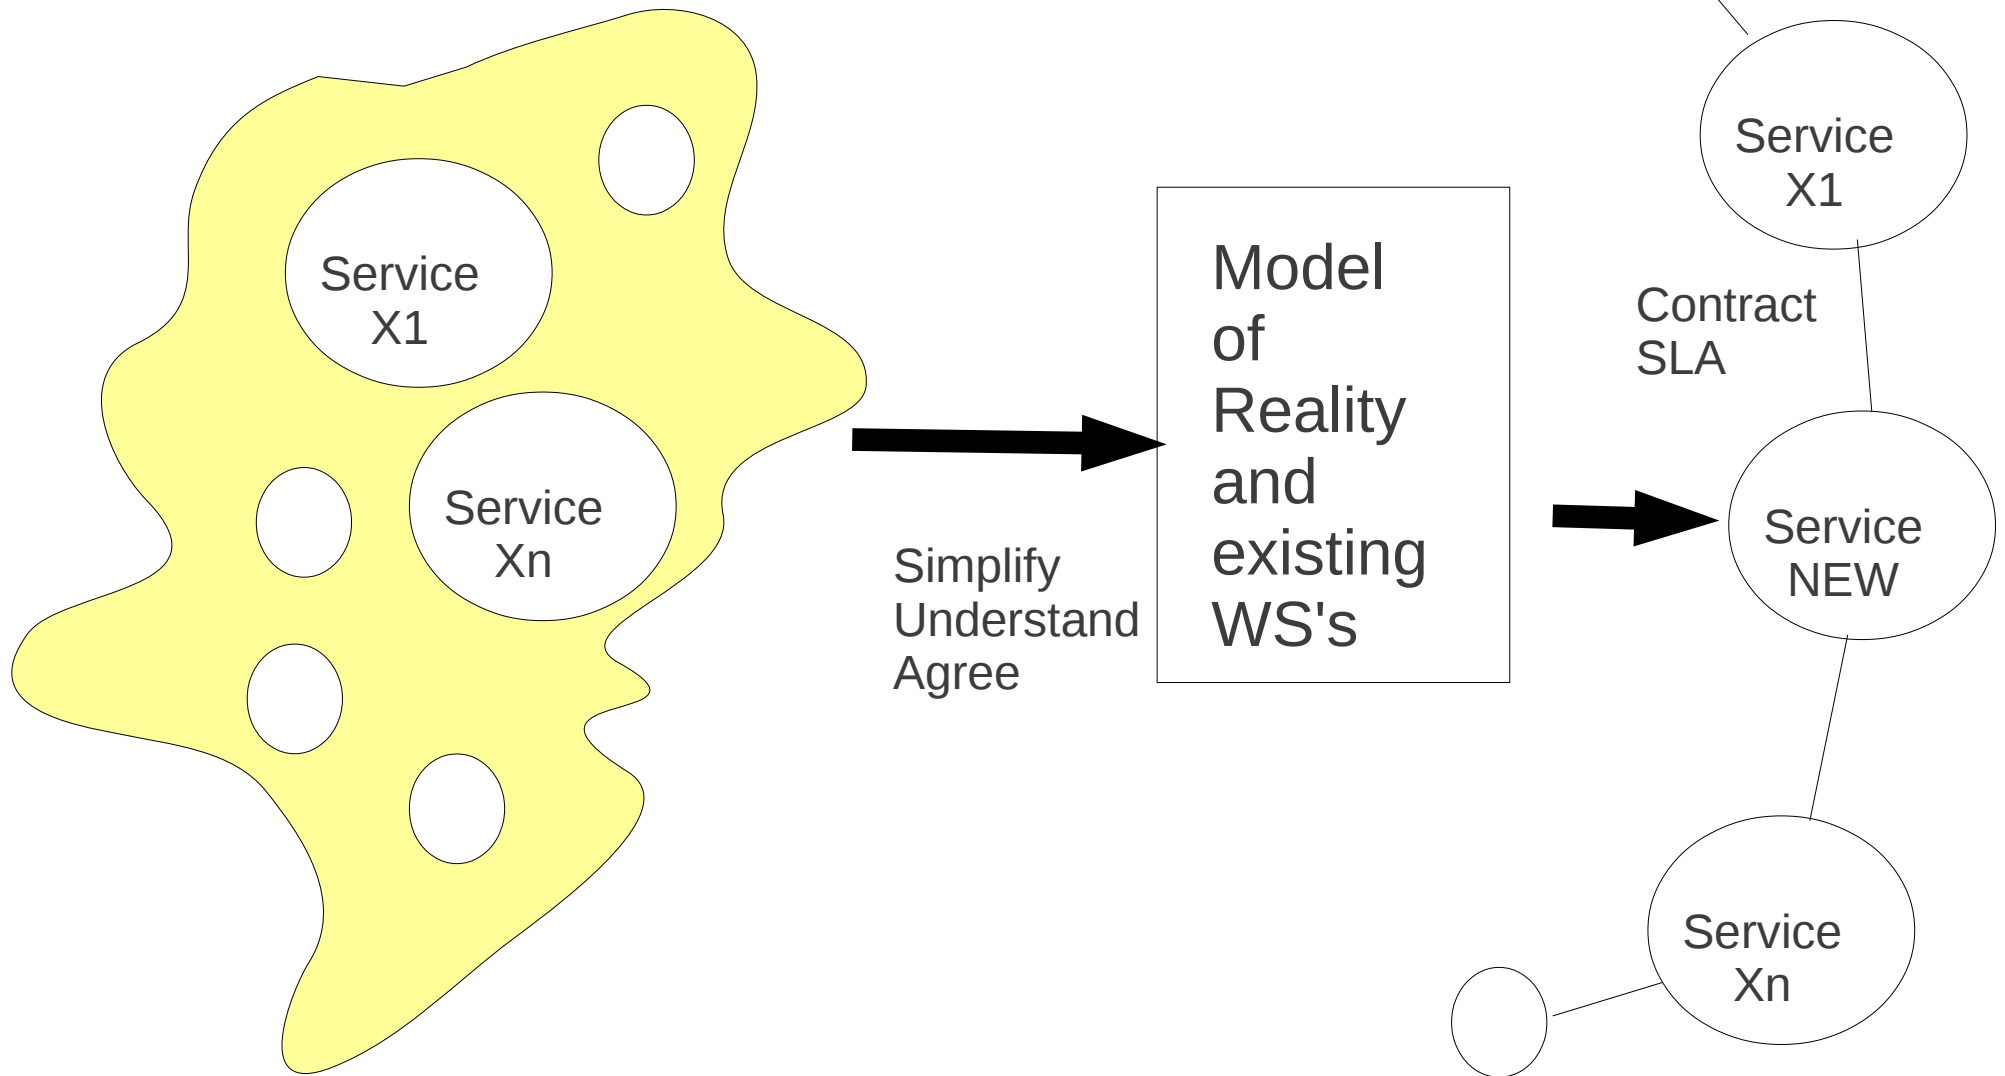 Service
X1
Service
Xn
Simplify
Understand
Agree
Model
of
Reality
and
existing
WS's
Service
X1
Contract
SLA
Service
NEW
Service
Xn